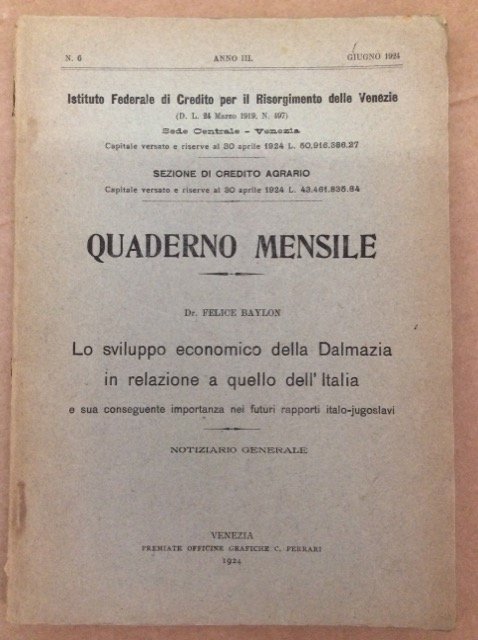 N. 6 ANNO III. GIUGNO 1924
Istituto Federale di Credito per il Risorgimento delle Venezie
(D. L. 24 Marzo 1919, N. 497)
Sede Centrale - Venezia
Capitale versato e riserve al 30 aprile 1924 L. 50.916.386.27
SEZIONE DI CREDITO AGRARIO
Capitale versato e riserve al 30 aprile 1924 L. 43.461.835.64
QUADERNO MENSILE
Dr. FELICE BAYLON
Lo sviluppo economico della Dalmazia
in relazione a quello dell'Italia
e sua conseguente importanza nei futuri rapporti italo-jugoslavi
NOTIZIARIO GENERALE
VENEZIA
PREMIATE OFFICINE GRAFICHE C. FERRARI
1924